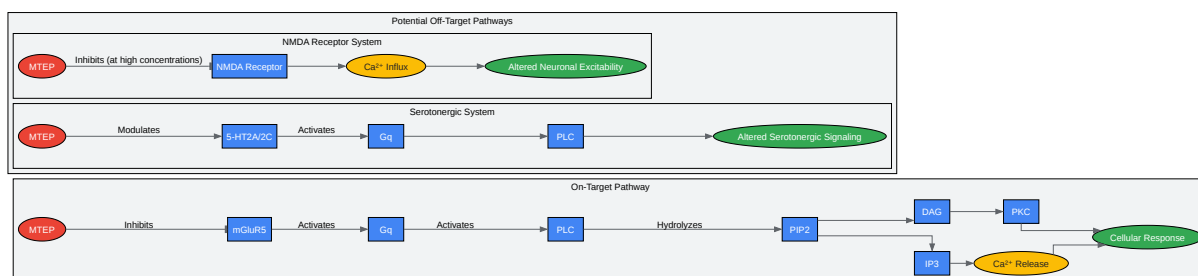 Potential Off-Target Pathways
NMDA Receptor System
MTEP
Inhibits (at high concentrations)
NMDA Receptor
Ca²⁺ Influx
Altered Neuronal Excitability
Serotonergic System
MTEP
Modulates
5-HT2A/2C
Activates
Gq
PLC
Altered Serotonergic Signaling
On-Target Pathway
MTEP
Inhibits
mGluR5
Activates
Gq
Activates
PLC
Hydrolyzes
PIP2
DAG
PKC
IP3
Ca²⁺ Release
Cellular Response